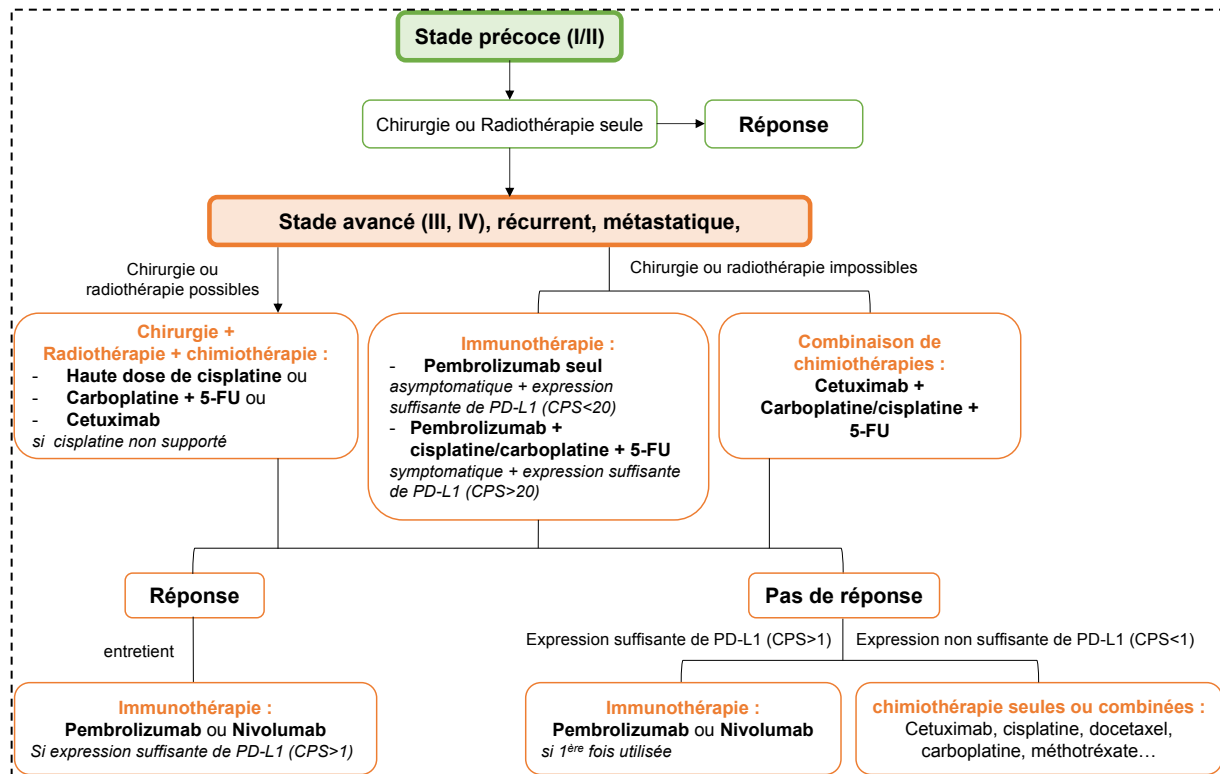 Stade précoce (I/II)
Chirurgie ou Radiothérapie seule
Réponse
Stade avancé (III, IV), récurrent, métastatique,
Chirurgie ou
radiothérapie possibles
Chirurgie ou radiothérapie impossibles
Chirurgie +
Radiothérapie + chimiothérapie :
- Haute dose de cisplatine ou
- Carboplatine + 5-FU ou
- Cetuximab
si cisplatine non supporté
Immunothérapie :
- Pembrolizumab seul
asymptomatique + expression
suffisante de PD-L1 (CPS<20)
- Pembrolizumab +
cisplatine/carboplatine + 5-FU
symptomatique + expression suffisante
de PD-L1 (CPS>20)
Combinaison de
chimiothérapies :
Cetuximab +
Carboplatine/cisplatine +
5-FU
Réponse
Pas de réponse
entretient
Expression suffisante de PD-L1 (CPS>1)
Expression non suffisante de PD-L1 (CPS<1)
Immunothérapie :
Pembrolizumab ou Nivolumab
Si expression suffisante de PD-L1 (CPS>1)
Immunothérapie :
Pembrolizumab ou Nivolumab
si 1ère fois utilisée
chimiothérapie seules ou combinées :
Cetuximab, cisplatine, docetaxel,
carboplatine, méthotréxate…